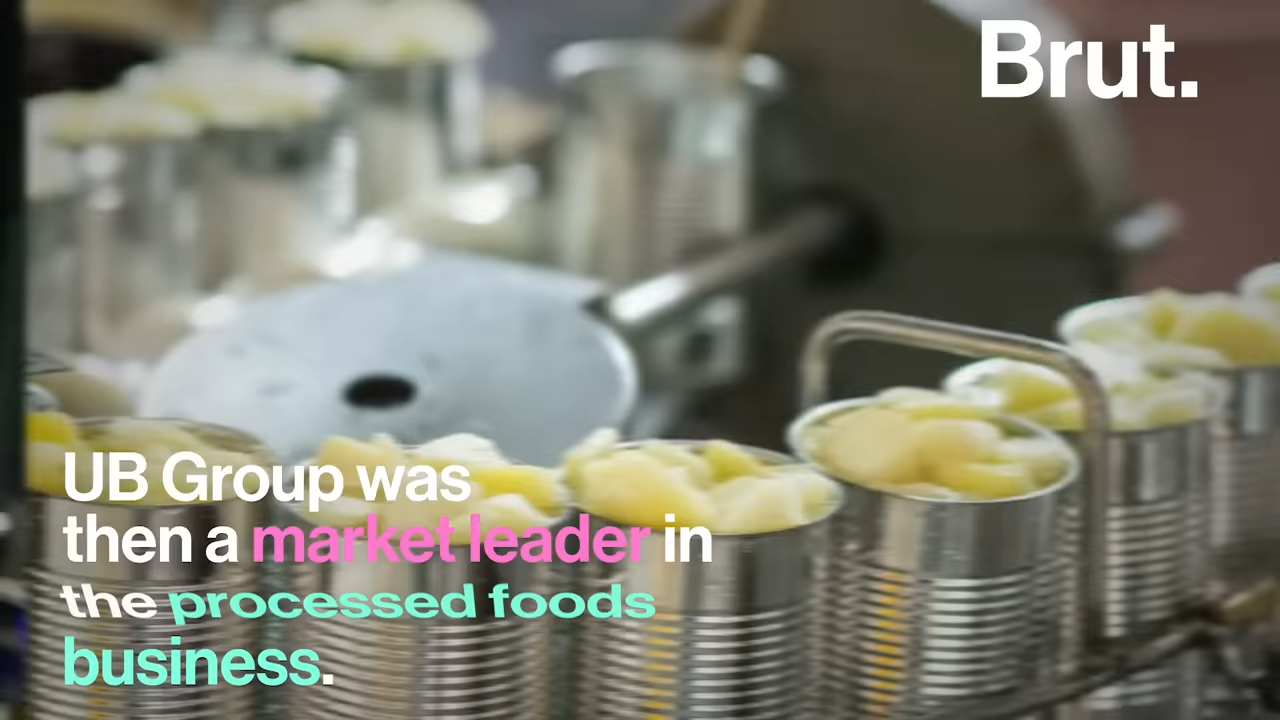 Brut.
UB Group was
then a market leader in
the processed foods
business.